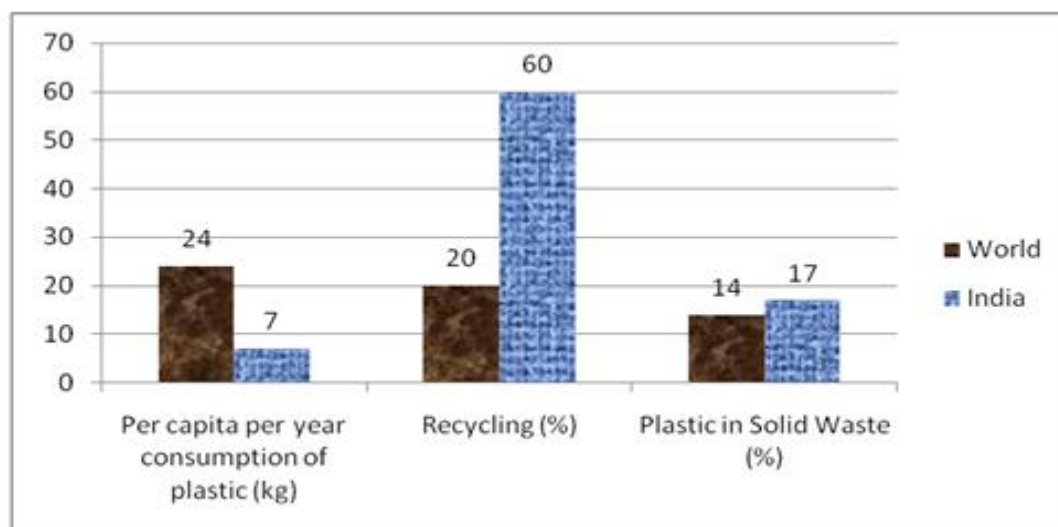 70
60
50
40
30
20
10
0
60
24
7
20
14
17
World
India
Per capita per year
consumption of
plastic (kg)
Recycling (%)
Plastic in Solid Waste
(%)